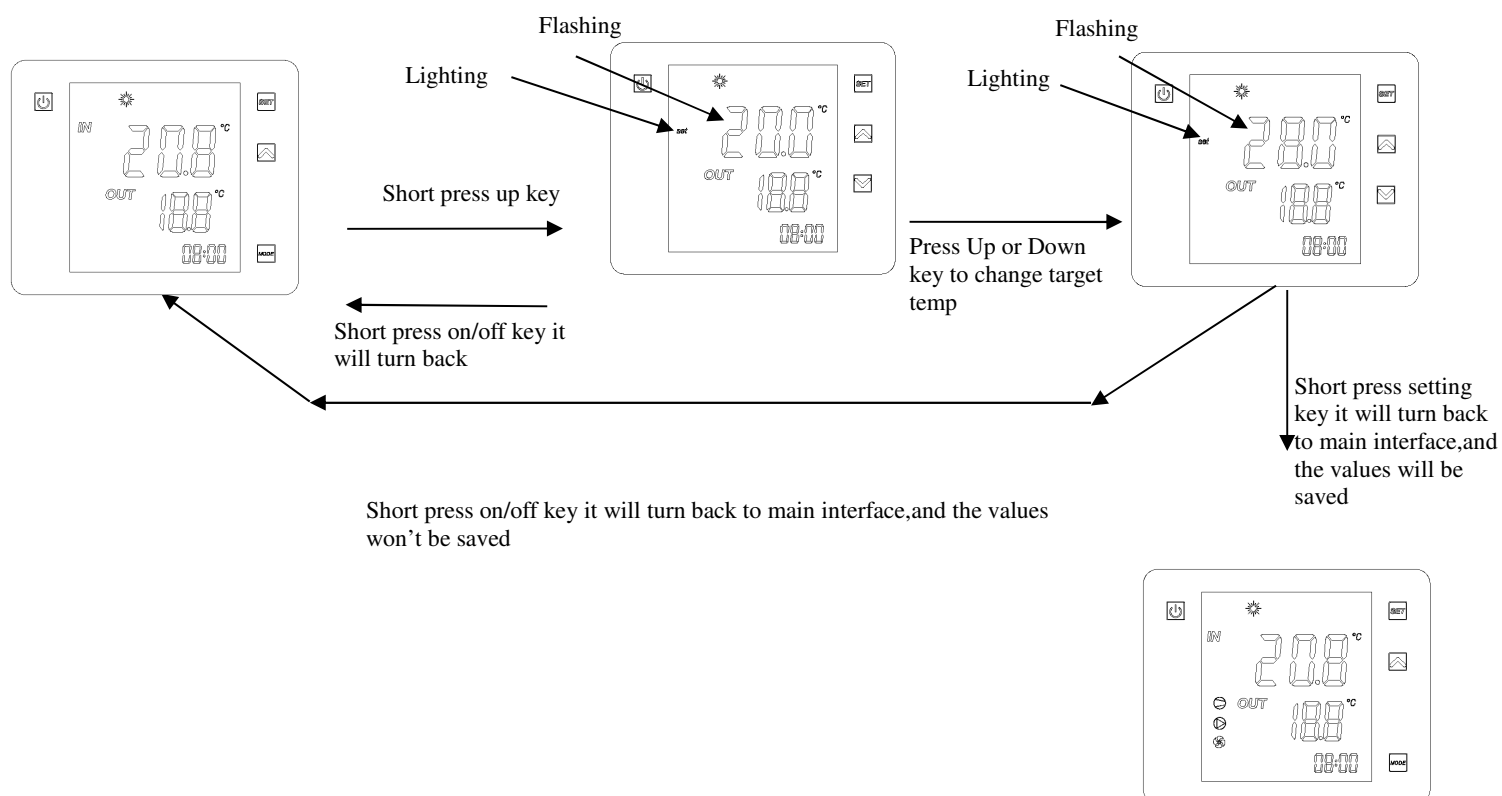 Flashing
Lighting
Flashing
Lighting
SET
IN 20.8 °C
OUT 18.8 °C
08:00
MODE
SET
set 20.0 °C
OUT 18.8 °C
08:00
SET
set 28.0 °C
OUT 18.8 °C
08:00
Short press up key
Press Up or Down
key to change target
temp
Short press on/off key it
will turn back
Short press setting
key it will turn back
to main interface,and
the values will be
saved
Short press on/off key it will turn back to main interface,and the values
won’t be saved
SET
IN 20.8 °C
OUT 18.8 °C
08:00
MODE